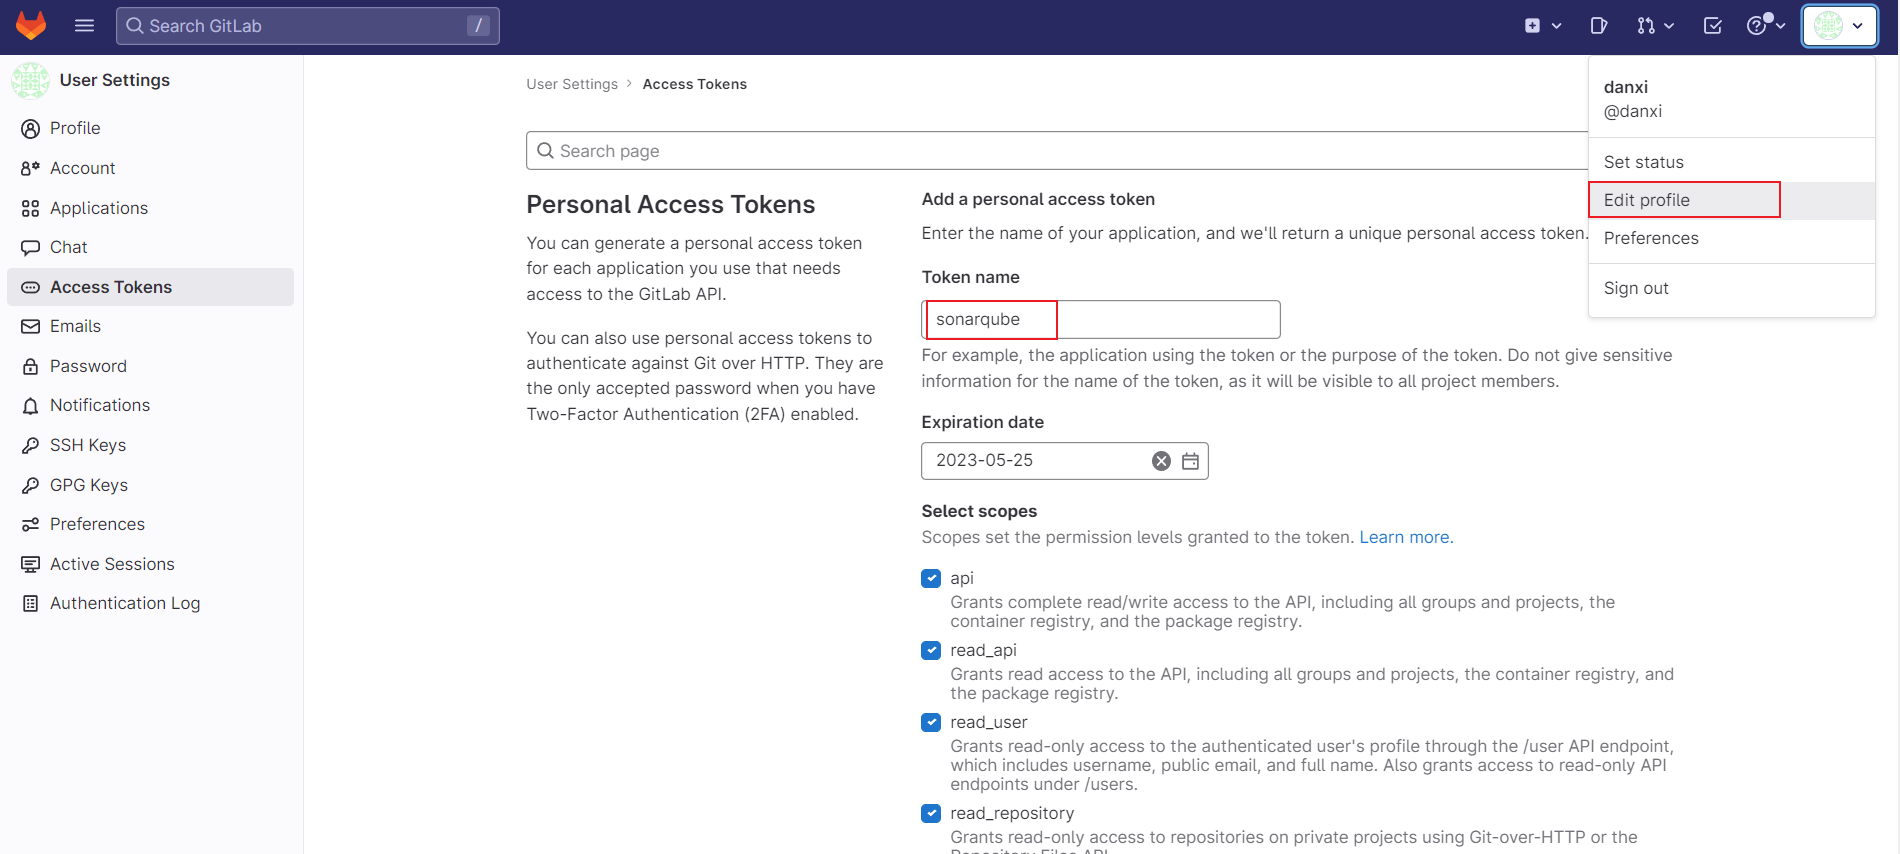 Search GitLab
/
User Settings
Profile
Account
Applications
Chat
Access Tokens
Emails
Password
Notifications
SSH Keys
GPG Keys
Preferences
Active Sessions
Authentication Log
User Settings > Access Tokens
Search page
Personal Access Tokens
You can generate a personal access token
for each application you use that needs
access to the GitLab API.
You can also use personal access tokens to
authenticate against Git over HTTP. They are
the only accepted password when you have
Two-Factor Authentication (2FA) enabled.
Add a personal access token
Enter the name of your application, and we'll return a unique personal access token.
Token name
sonarqube
For example, the application using the token or the purpose of the token. Do not give sensitive
information for the name of the token, as it will be visible to all project members.
Expiration date
2023-05-25
Select scopes
Scopes set the permission levels granted to the token. Learn more.
api
Grants complete read/write access to the API, including all groups and projects, the
container registry, and the package registry.
read_api
Grants read access to the API, including all groups and projects, the container registry, and
the package registry.
read_user
Grants read-only access to the authenticated user's profile through the /user API endpoint,
which includes username, public email, and full name. Also grants access to read-only API
endpoints under /users.
read_repository
Grants read-only access to repositories on private projects using Git-over-HTTP or the
Repository Files API.
danxi
@danxi
Set status
Edit profile
Preferences
Sign out